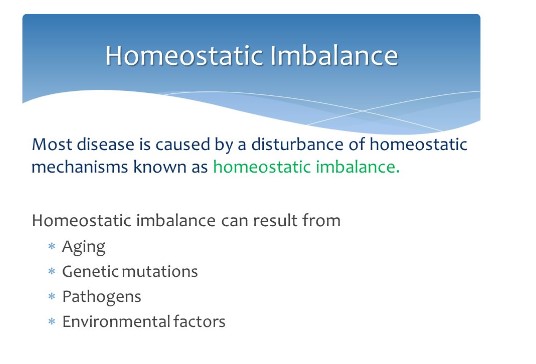 Homeostatic Imbalance
Most disease is caused by a disturbance of homeostatic
mechanisms known as homeostatic imbalance.
Homeostatic imbalance can result from
* Aging
* Genetic mutations
* Pathogens
* Environmental factors